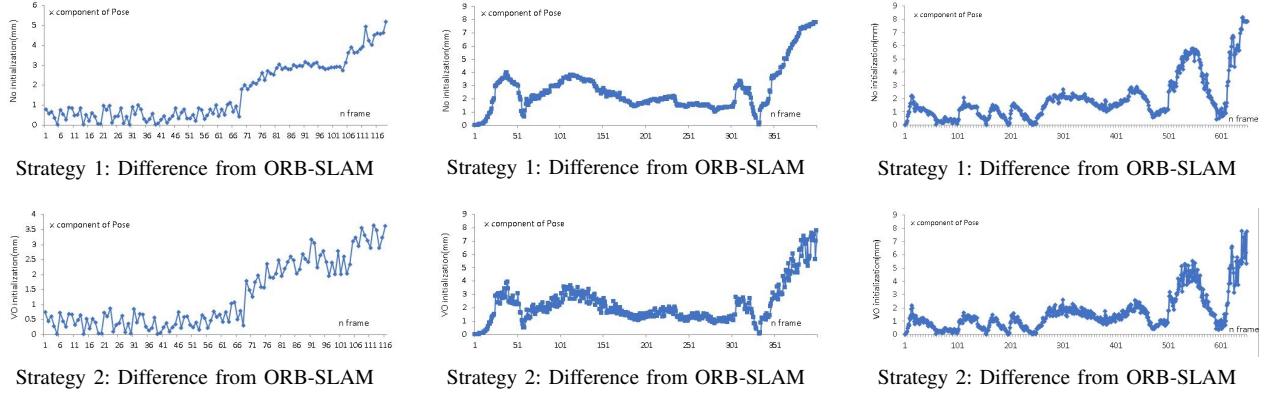 6
5
4
3
2
1
0
No initialization(mm)
x component of Pose
n frame
1 6 11 16 21 26 31 36 41 46 51 56 61 66 71 76 81 86 91 96 101 106 111 116
Strategy 1: Difference from ORB-SLAM
9
8
7
6
5
4
3
2
1
0
No initialization(mm)
x component of Pose
n frame
51 101 151 201 251 301 351
Strategy 1: Difference from ORB-SLAM
9
8
7
6
5
4
3
2
1
0
No initialization(mm)
x component of Pose
n frame
1 101 201 301 401 501 601
Strategy 1: Difference from ORB-SLAM
4
3.5
3
2.5
2
1.5
1
0.5
0
VO initialization(mm)
x component of Pose
n frame
1 6 11 16 21 26 31 36 41 46 51 56 61 66 71 76 81 86 91 96 101 106 111 116
Strategy 2: Difference from ORB-SLAM
9
8
7
6
5
4
3
2
1
0
VO initialization(mm)
x component of Pose
n frame
51 101 151 201 251 301 351
Strategy 2: Difference from ORB-SLAM
9
8
7
6
5
4
3
2
1
0
VO initialization(mm)
x component of Pose
n frame
1 101 201 301 401 501 601
Strategy 2: Difference from ORB-SLAM